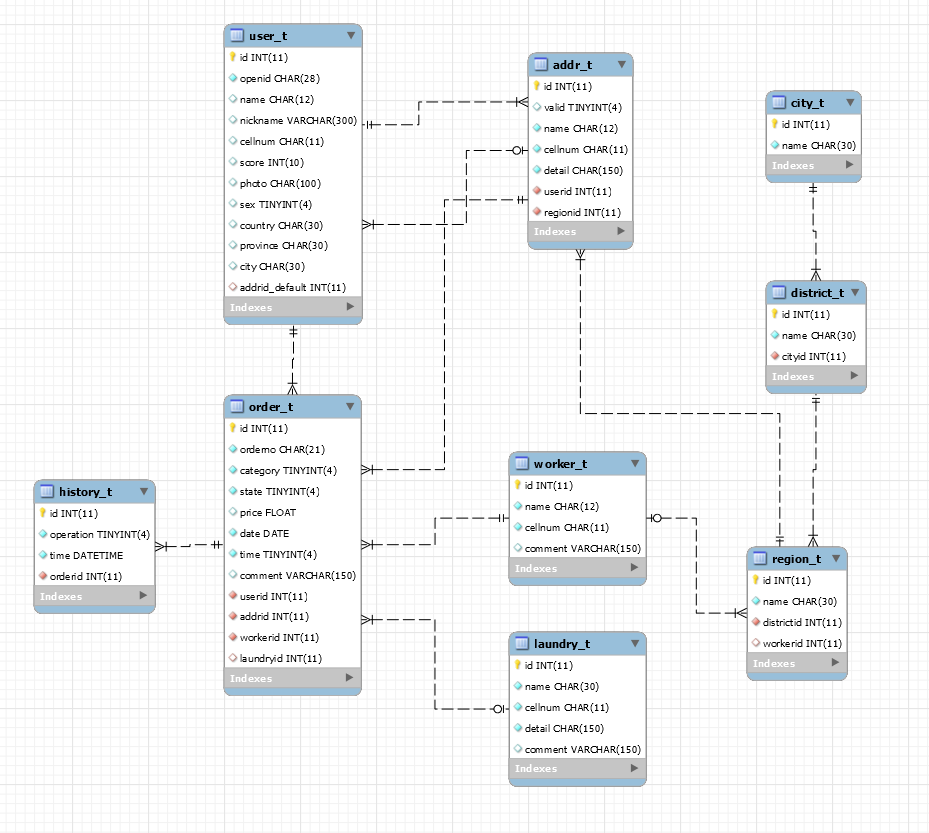 user_t
id INT(11)
openid CHAR(28)
name CHAR(12)
nickname VARCHAR(300)
cellnum CHAR(11)
score INT(10)
photo CHAR(100)
sex TINYINT(4)
country CHAR(30)
province CHAR(30)
city CHAR(30)
addrid_default INT(11)
Indexes
addr_t
id INT(11)
valid TINYINT(4)
name CHAR(12)
cellnum CHAR(11)
detail CHAR(150)
userid INT(11)
regionid INT(11)
Indexes
city_t
id INT(11)
name CHAR(30)
Indexes
district_t
id INT(11)
name CHAR(30)
cityid INT(11)
Indexes
order_t
id INT(11)
orderno CHAR(21)
category TINYINT(4)
state TINYINT(4)
price FLOAT
date DATE
time TINYINT(4)
comment VARCHAR(150)
userid INT(11)
addrid INT(11)
workerid INT(11)
laundryid INT(11)
Indexes
history_t
id INT(11)
operation TINYINT(4)
time DATETIME
orderid INT(11)
Indexes
worker_t
id INT(11)
name CHAR(12)
cellnum CHAR(11)
comment VARCHAR(150)
Indexes
laundry_t
id INT(11)
name CHAR(30)
cellnum CHAR(11)
detail CHAR(150)
comment VARCHAR(150)
Indexes
region_t
id INT(11)
name CHAR(30)
districtid INT(11)
workerid INT(11)
Indexes